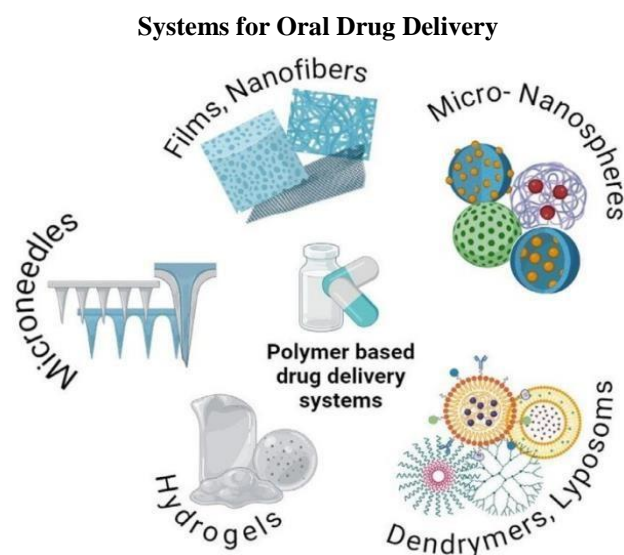 Systems for Oral Drug Delivery
Films, Nanofibers
Micro- Nanospheres
Microneedles
Polymer based
drug delivery
systems
Hydrogels
Dendrymers, Lyposoms